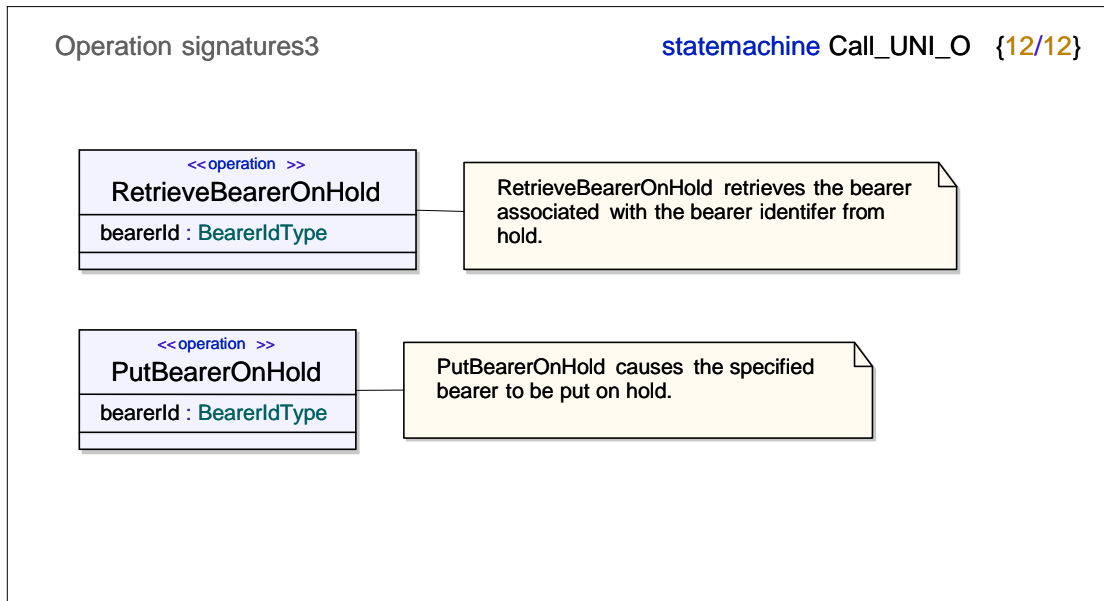 Operation signatures3
statemachine Call_UNI_O {12/12}
<<operation >>
RetrieveBearerOnHold
bearerId : BearerIdType
RetrieveBearerOnHold retrieves the bearer
associated with the bearer identifer from
hold.
<<operation >>
PutBearerOnHold
bearerId : BearerIdType
PutBearerOnHold causes the specified
bearer to be put on hold.